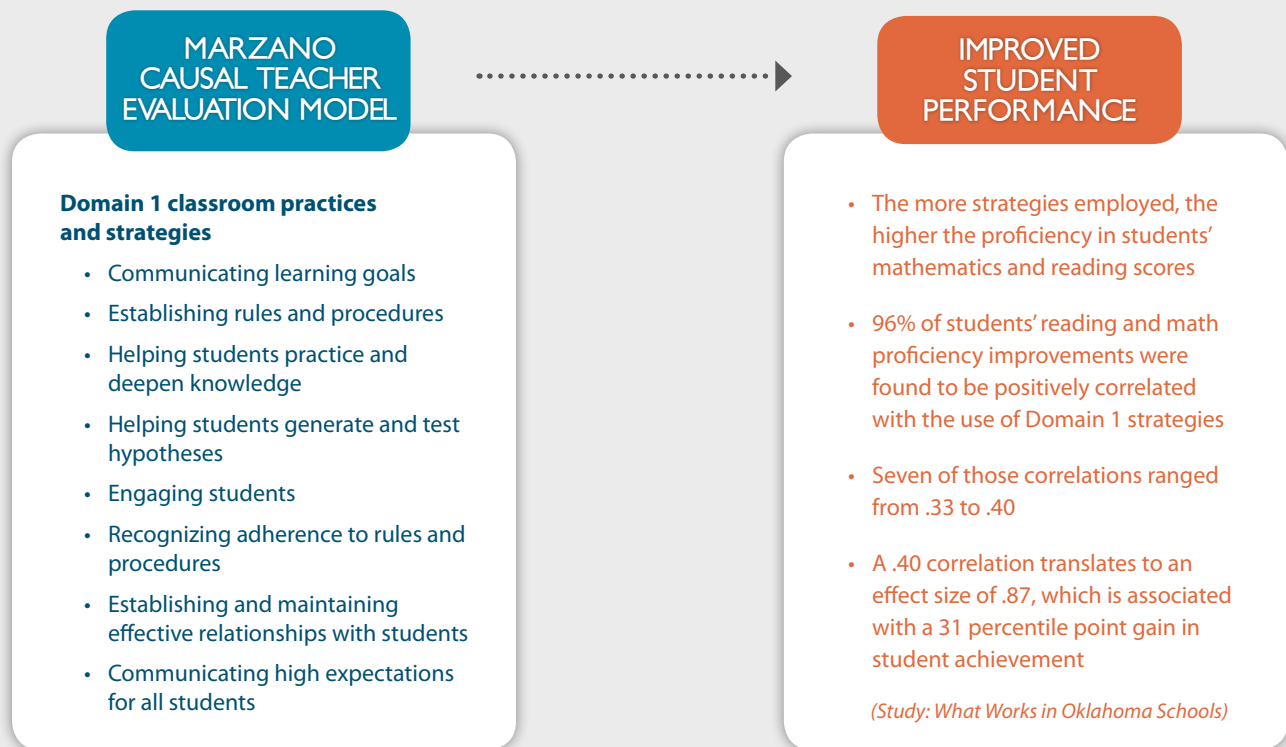 MARZANO
CAUSAL TEACHER
EVALUATION MODEL
Domain 1 classroom practices
and strategies
• Communicating learning goals
• Establishing rules and procedures
• Helping students practice and
deepen knowledge
• Helping students generate and test
hypotheses
• Engaging students
• Recognizing adherence to rules and
procedures
• Establishing and maintaining
effective relationships with students
• Communicating high expectations
for all students
IMPROVED
STUDENT
PERFORMANCE
• The more strategies employed, the
higher the proficiency in students’
mathematics and reading scores
• 96% of students’ reading and math
proficiency improvements were
found to be positively correlated
with the use of Domain 1 strategies
• Seven of those correlations ranged
from .33 to .40
• A .40 correlation translates to an
effect size of .87, which is associated
with a 31 percentile point gain in
student achievement
(Study: What Works in Oklahoma Schools)